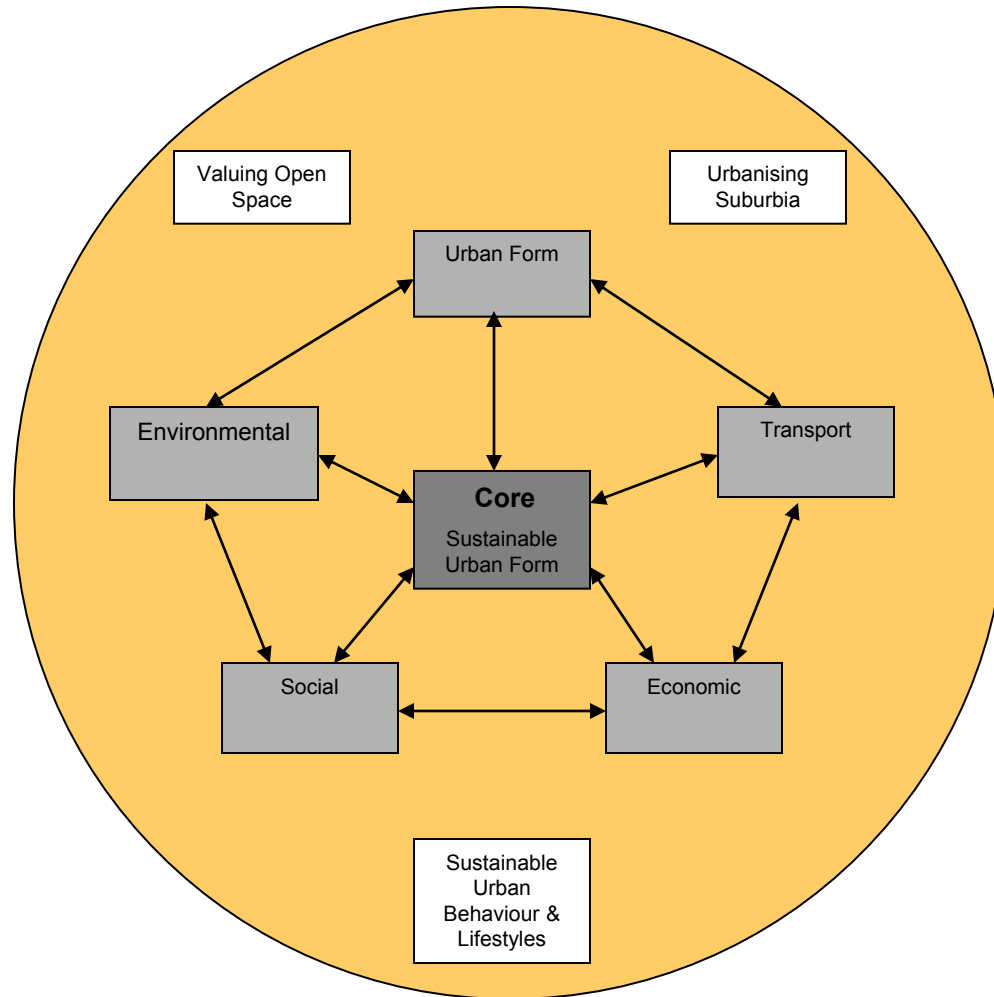 Valuing Open
Space
Urbanising
Suburbia
Urban Form
Environmental
Transport
Core
Sustainable
Urban Form
Social
Economic
Sustainable
Urban
Behaviour &
Lifestyles